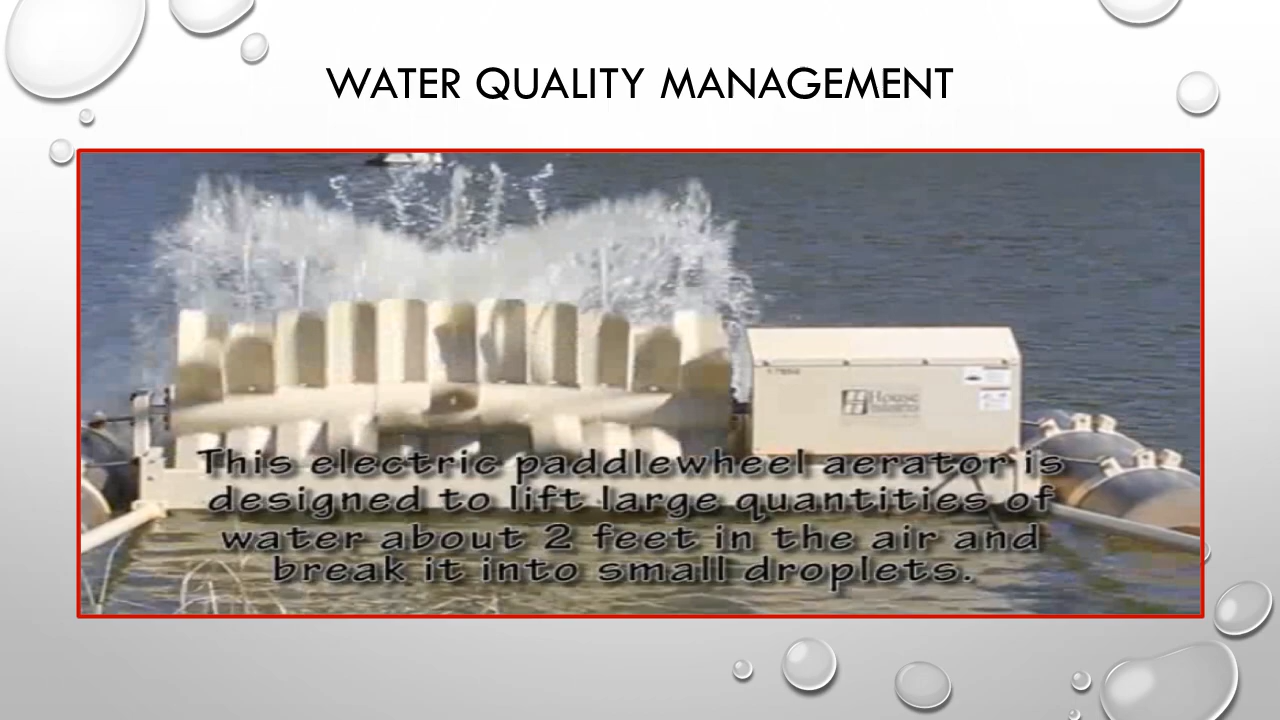 WATER QUALITY MANAGEMENT
House
This electric paddlewheel aerator is
designed to lift large quantities of
water about 2 feet in the air and
break it into small droplets.